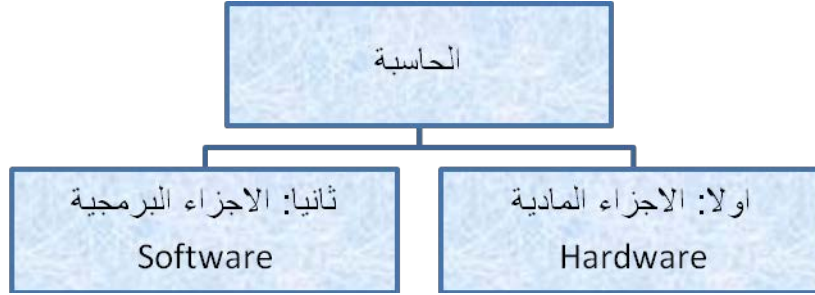 الحاسبة
اولا: الاجزاء المادية
Hardware
ثانيا: الاجزاء البرمجية
Software